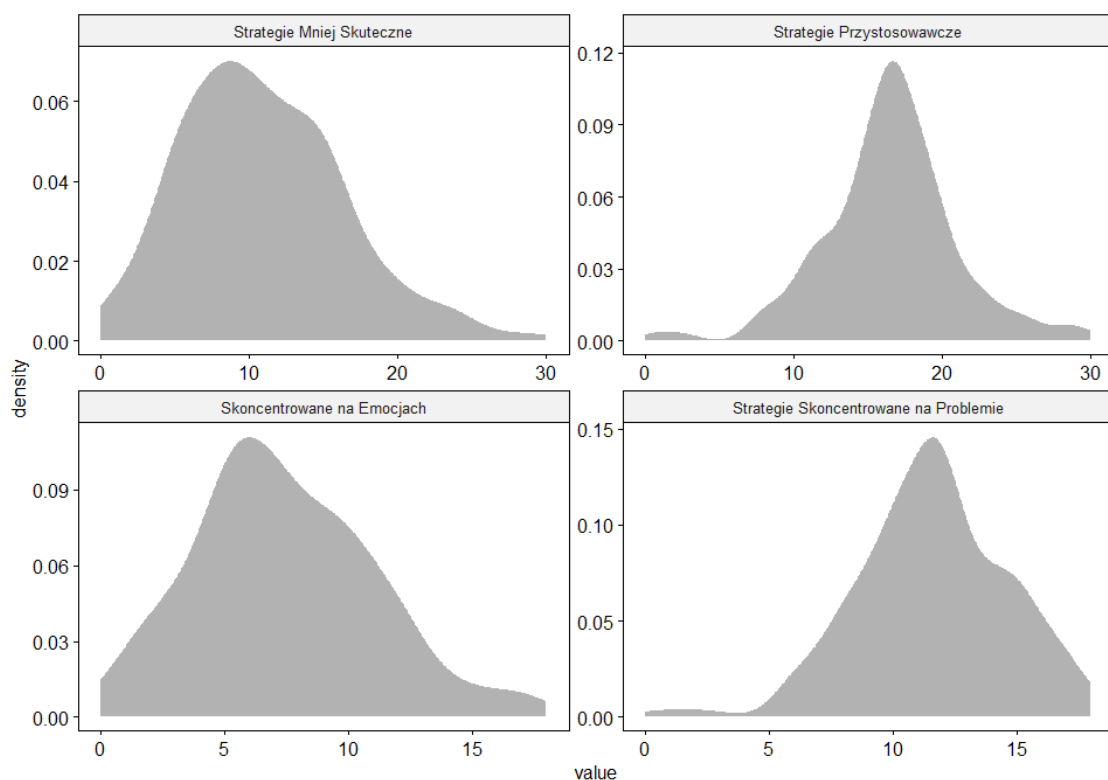 Strategie Mniej Skuteczne
Strategie Przystosowawcze
0.06
0.04
0.02
0.00
0 10 20 30
0.12
0.09
0.06
0.03
0.00
0 10 20 30
density
Skoncentrowane na Emocjach
Strategie Skoncentrowane na Problemie
0.09
0.06
0.03
0.00
0 5 10 15
0.15
0.10
0.05
0.00
0 5 10 15
value